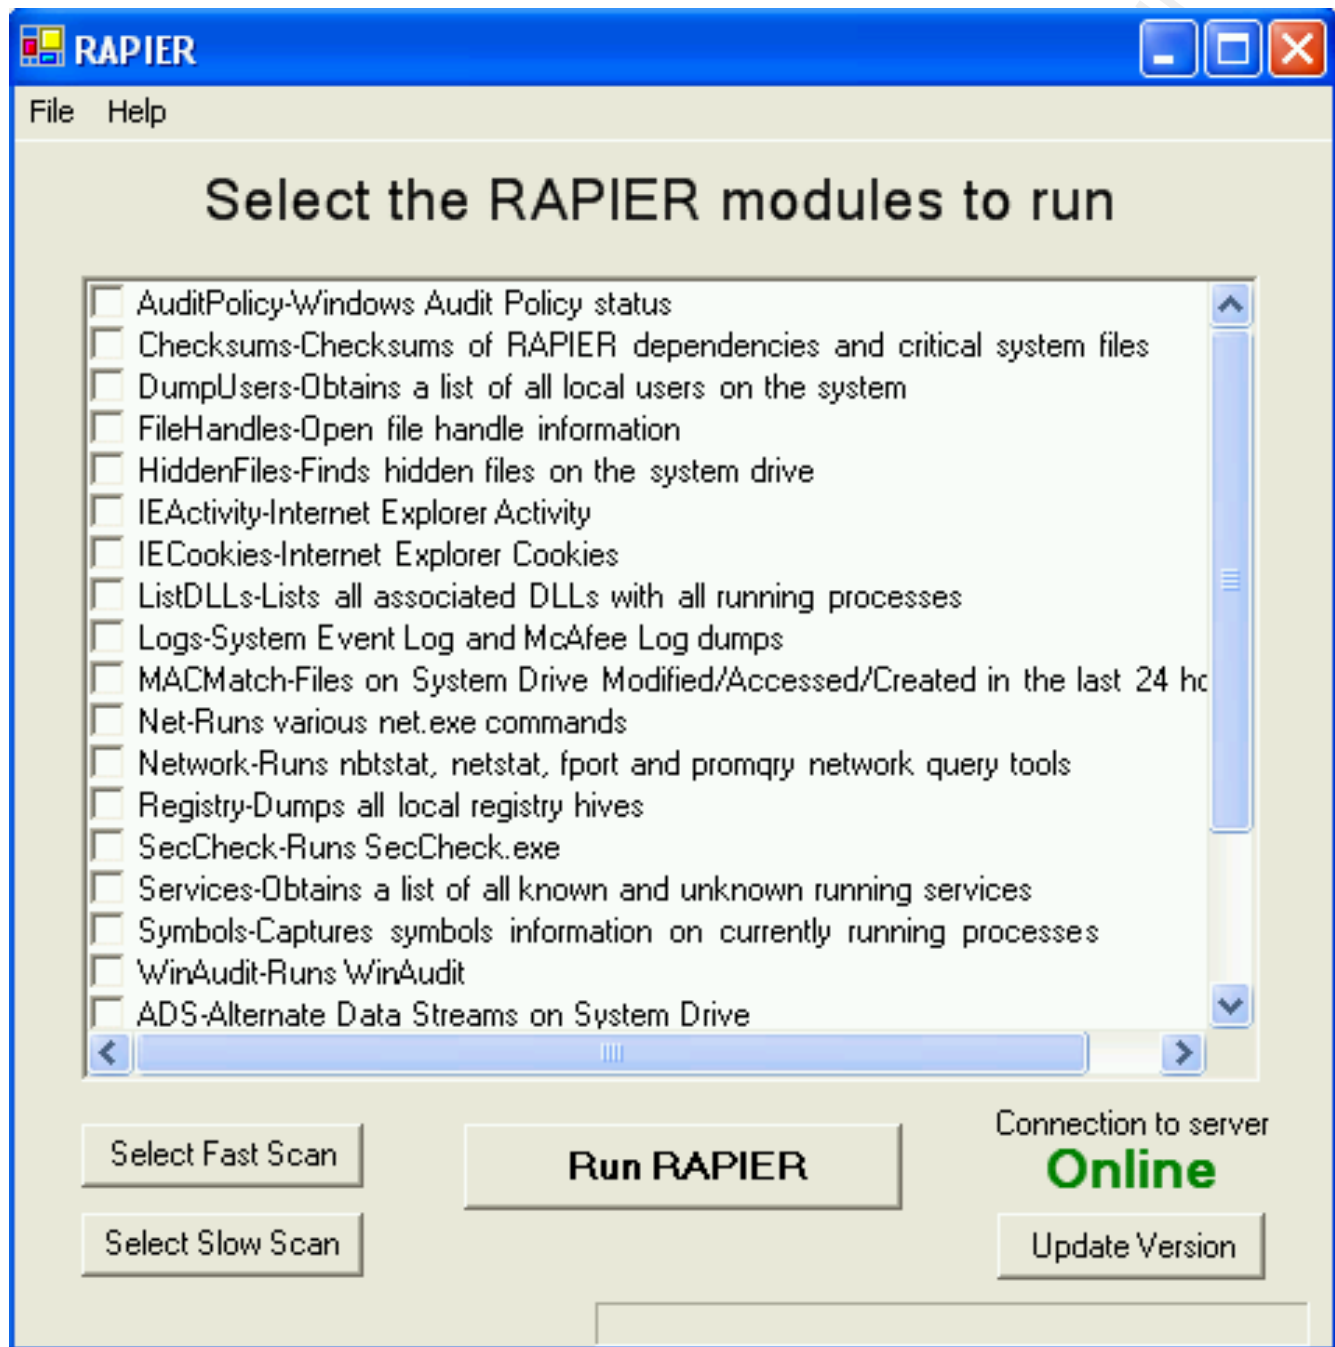 RAPIER
File Help
Select the RAPIER modules to run
AuditPolicy-Windows Audit Policy status
Checksums-Checksums of RAPIER dependencies and critical system files
DumpUsers-Obtains a list of all local users on the system
FileHandles-Open file handle information
HiddenFiles-Finds hidden files on the system drive
IEActivity-Internet Explorer Activity
IECookies-Internet Explorer Cookies
ListDLLs-Lists all associated DLLs with all running processes
Logs-System Event Log and McAfee Log dumps
MACMatch-Files on System Drive Modified/Accessed/Created in the last 24 ho
Net-Runs various net.exe commands
Network-Runs nbtstat, netstat, fport and promqry network query tools
Registry-Dumps all local registry hives
SecCheck-Runs SecCheck.exe
Services-Obtains a list of all known and unknown running services
Symbols-Captures symbols information on currently running processes
WinAudit-Runs WinAudit
ADS-Alternate Data Streams on System Drive
Select Fast Scan
Run RAPIER
Connection to server
Online
Select Slow Scan
Update Version